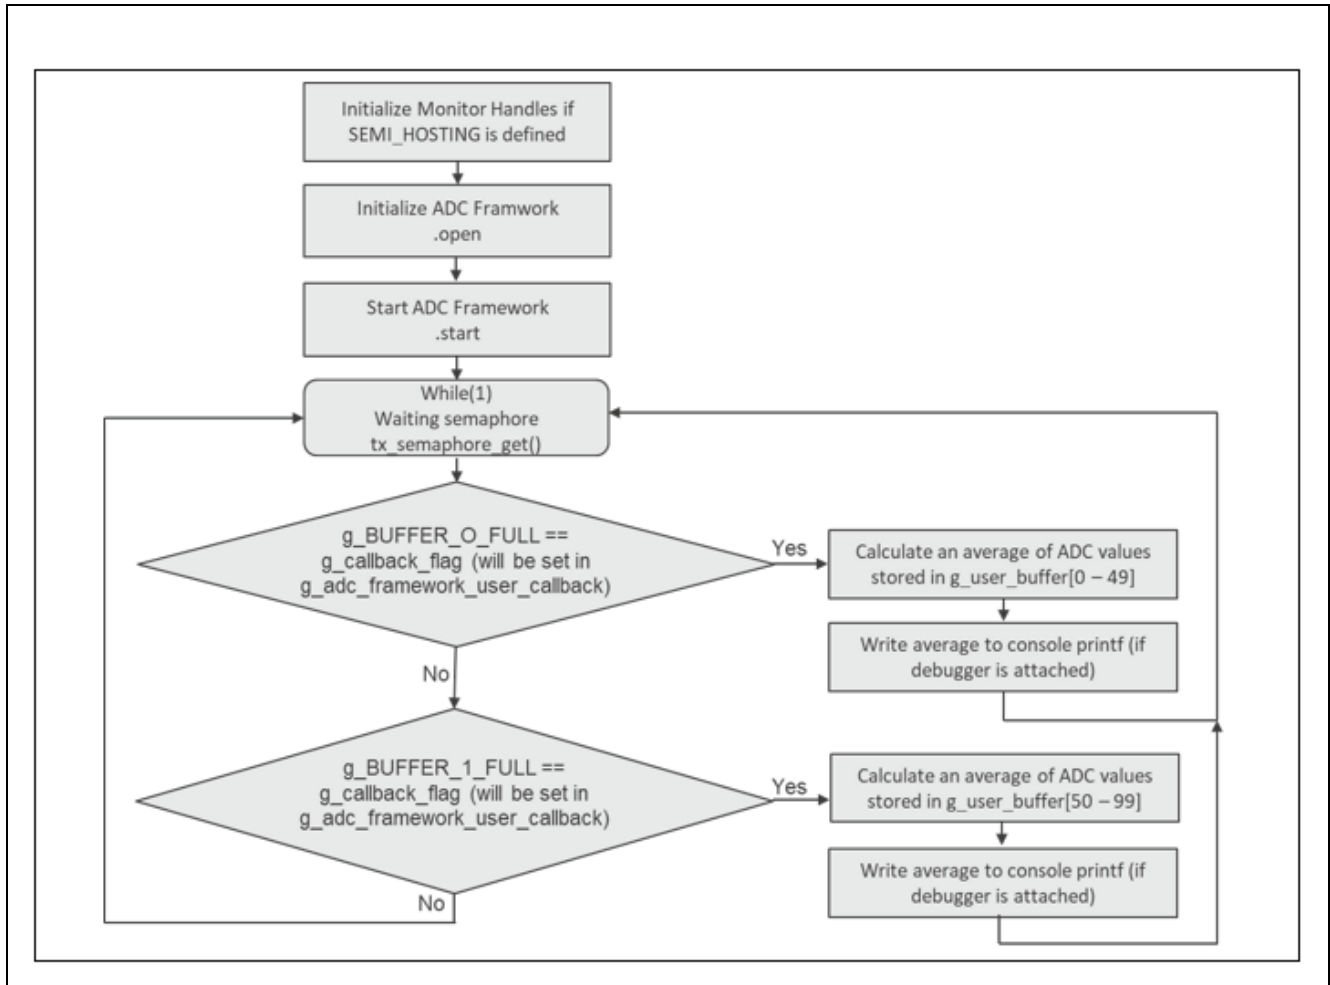 Initialize Monitor Handles if
SEMI_HOSTING is defined
Initialize ADC Framwork
.open
Start ADC Framework
.start
While(1)
Waiting semaphore
tx_semaphore_get()
g_BUFFER_O_FULL ==
g_callback_flag (will be set in
g_adc_framework_user_callback)
Yes
Calculate an average of ADC values
stored in g_user_buffer[0 – 49]
Write average to console printf (if
debugger is attached)
No
g_BUFFER_1_FULL ==
g_callback_flag (will be set in
g_adc_framework_user_callback)
Yes
Calculate an average of ADC values
stored in g_user_buffer[50 – 99]
Write average to console printf (if
debugger is attached)
No